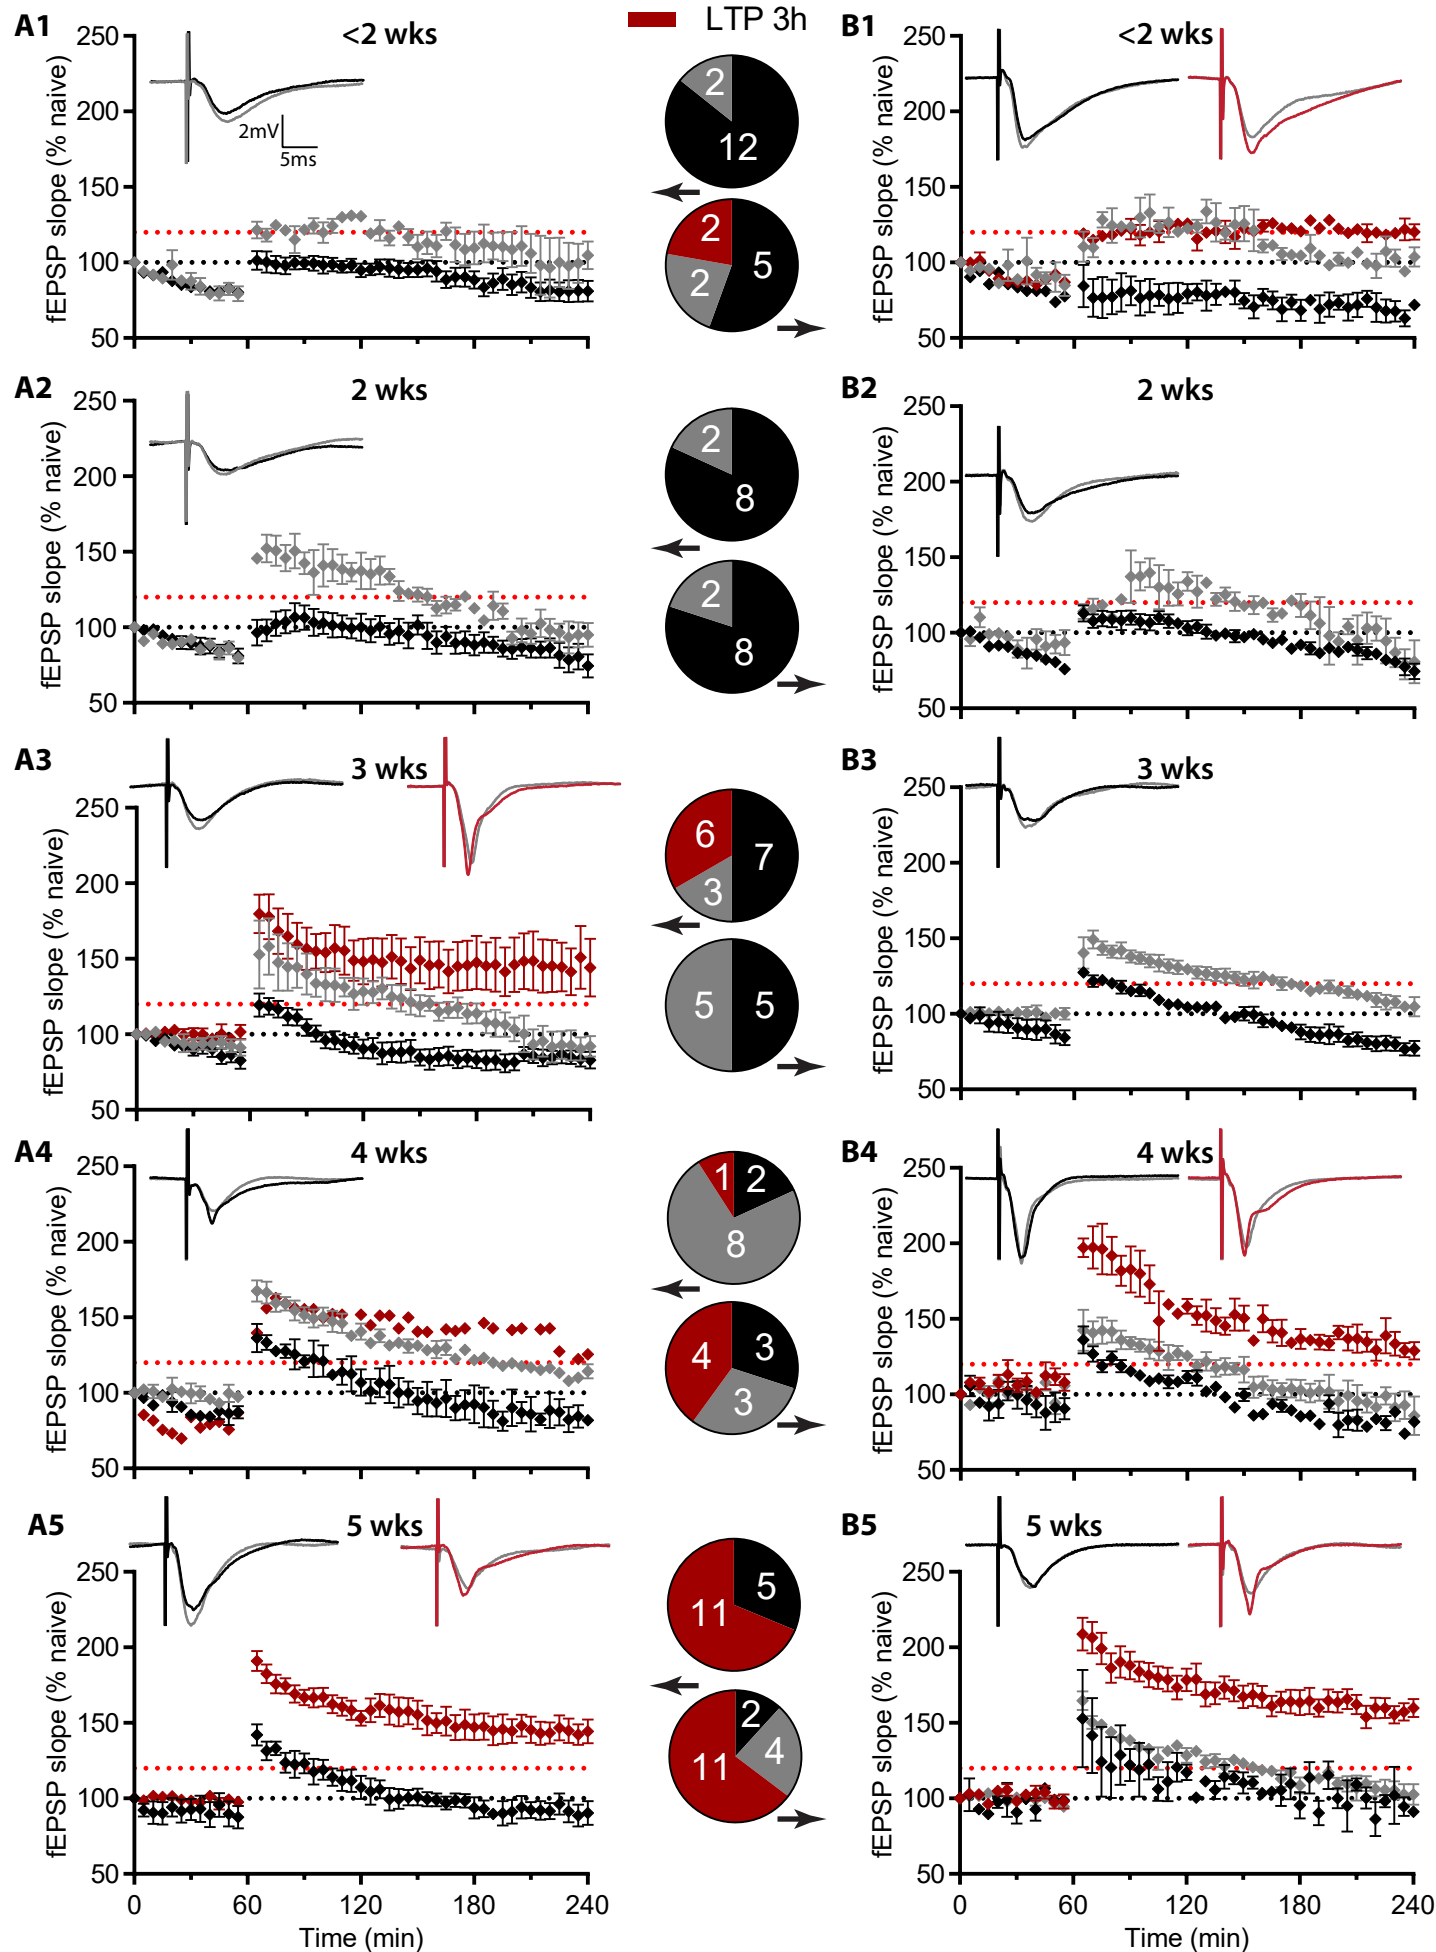 LTP 3h
A1
<2 wks
fEPSP slope (% naive)
250
200
150
100
50
2mV
5ms
2
12
2
5
2
B1
<2 wks
fEPSP slope (% naive)
250
200
150
100
50
A2
2 wks
fEPSP slope (% naive)
250
200
150
100
50
2
8
2
8
B2
2 wks
fEPSP slope (% naive)
250
200
150
100
50
A3
3 wks
fEPSP slope (% naive)
250
200
150
100
50
6
7
3
5
5
B3
3 wks
fEPSP slope (% naive)
250
200
150
100
50
A4
4 wks
fEPSP slope (% naive)
250
200
150
100
50
1
2
8
4
3
3
B4
4 wks
fEPSP slope (% naive)
250
200
150
100
50
A5
5 wks
fEPSP slope (% naive)
250
200
150
100
50
0
60
120
180
240
Time (min)
5
11
2
4
11
B5
5 wks
fEPSP slope (% naive)
250
200
150
100
50
0
60
120
180
240
Time (min)